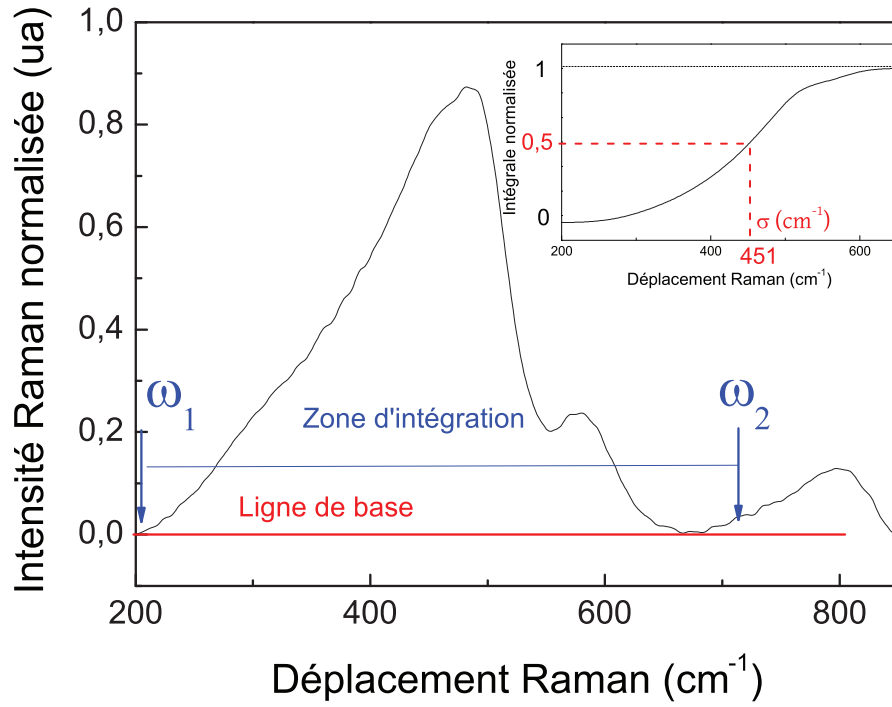 Intensité Raman normalisée (ua)
1,0
0,8
0,6
0,4
0,2
0,0
200
400
600
800
Déplacement Raman (cm⁻¹)
ω₁
Zone d'intégration
ω₂
Ligne de base
Intégrale normalisée
1
0,5
0
σ (cm⁻¹)
200
400
600
451
Déplacement Raman (cm⁻¹)